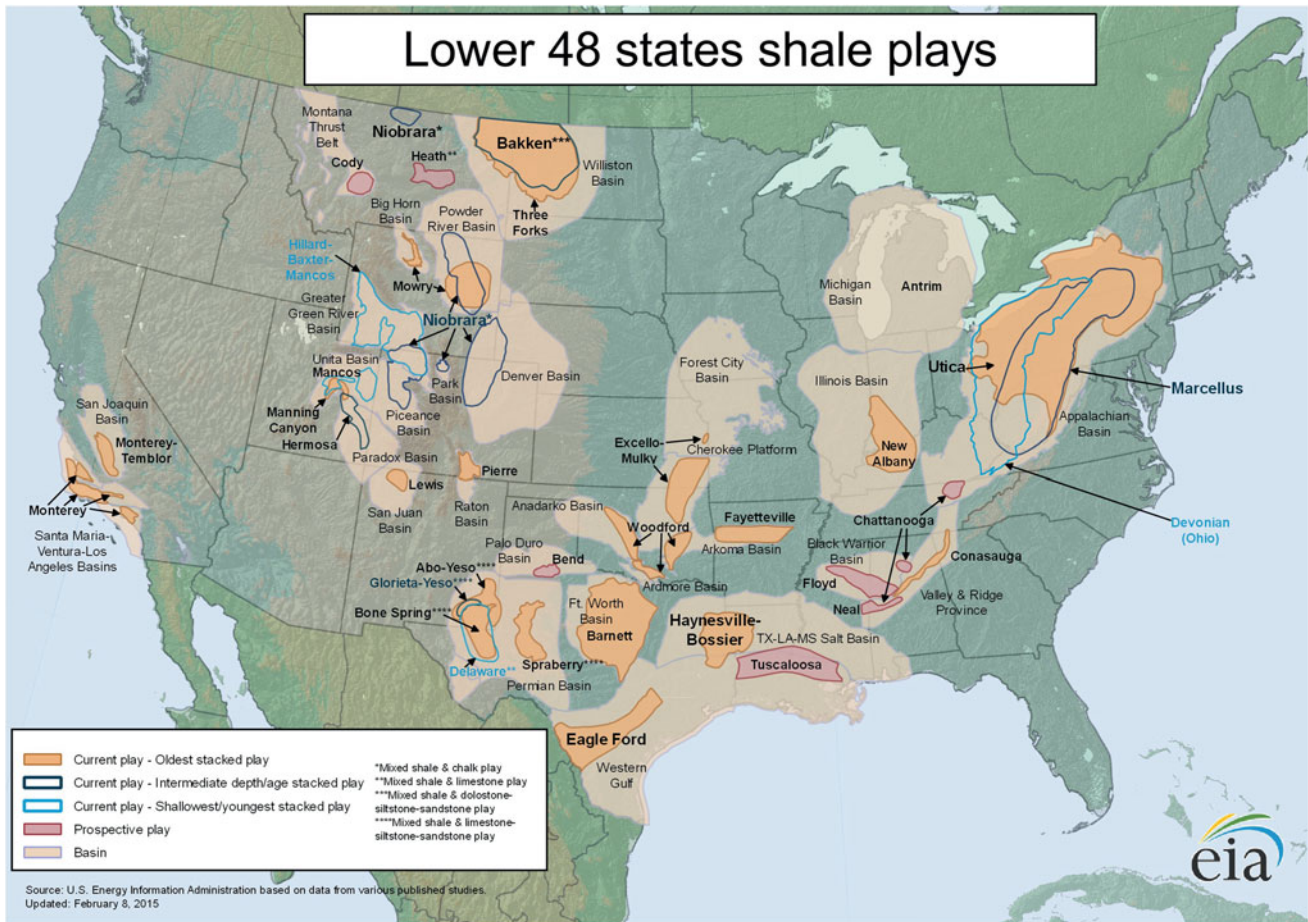 Lower 48 states shale plays
Montana
Thrust
Belt
Niobrara*
Bakken***
Cody
Heath**
Williston
Basin
Big Horn
Basin
Powder
River Basin
Three
Forks
Hillard-
Baxter-
Mancos
Mowry
Greater
Green River
Basin
Niobrara*
Michigan
Basin
Antrim
Unita Basin
Mancos
Park
Basin
Denver Basin
Forest City
Basin
Illinois Basin
Utica
Marcellus
San Joaquin
Basin
Manning
Canyon
Piceance
Basin
Hermosa
Appalachian
Basin
Monterey-
Temblor
Paradox Basin
Excello-
Mulky
Cherokee Platform
New
Albany
Lewis
Pierre
Monterey
San Juan
Basin
Raton
Basin
Anadarko Basin
Woodford
Fayetteville
Chattanooga
Devonian
(Ohio)
Santa Maria-
Ventura-Los
Angeles Basins
Palo Duro
Basin
Bend
Arkoma Basin
Black Warrior
Basin
Conasauga
Abo-Yeso****
Glorieta-Yeso****
Ardmore Basin
Floyd
Neal
Valley & Ridge
Province
Bone Spring****
Ft. Worth
Basin
Barnett
Haynesville-
Bossier
TX-LA-MS Salt Basin
Delaware**
Spraberry****
Tuscaloosa
Permian Basin
Eagle Ford
Western
Gulf
Current play - Oldest stacked play
Current play - Intermediate depth/age stacked play
Current play - Shallowest/youngest stacked play
Prospective play
Basin
*Mixed shale & chalk play
**Mixed shale & limestone play
***Mixed shale & dolostone-
siltstone-sandstone play
****Mixed shale & limestone-
siltstone-sandstone play
eia
Source: U.S. Energy Information Administration based on data from various published studies.
Updated: February 8, 2015